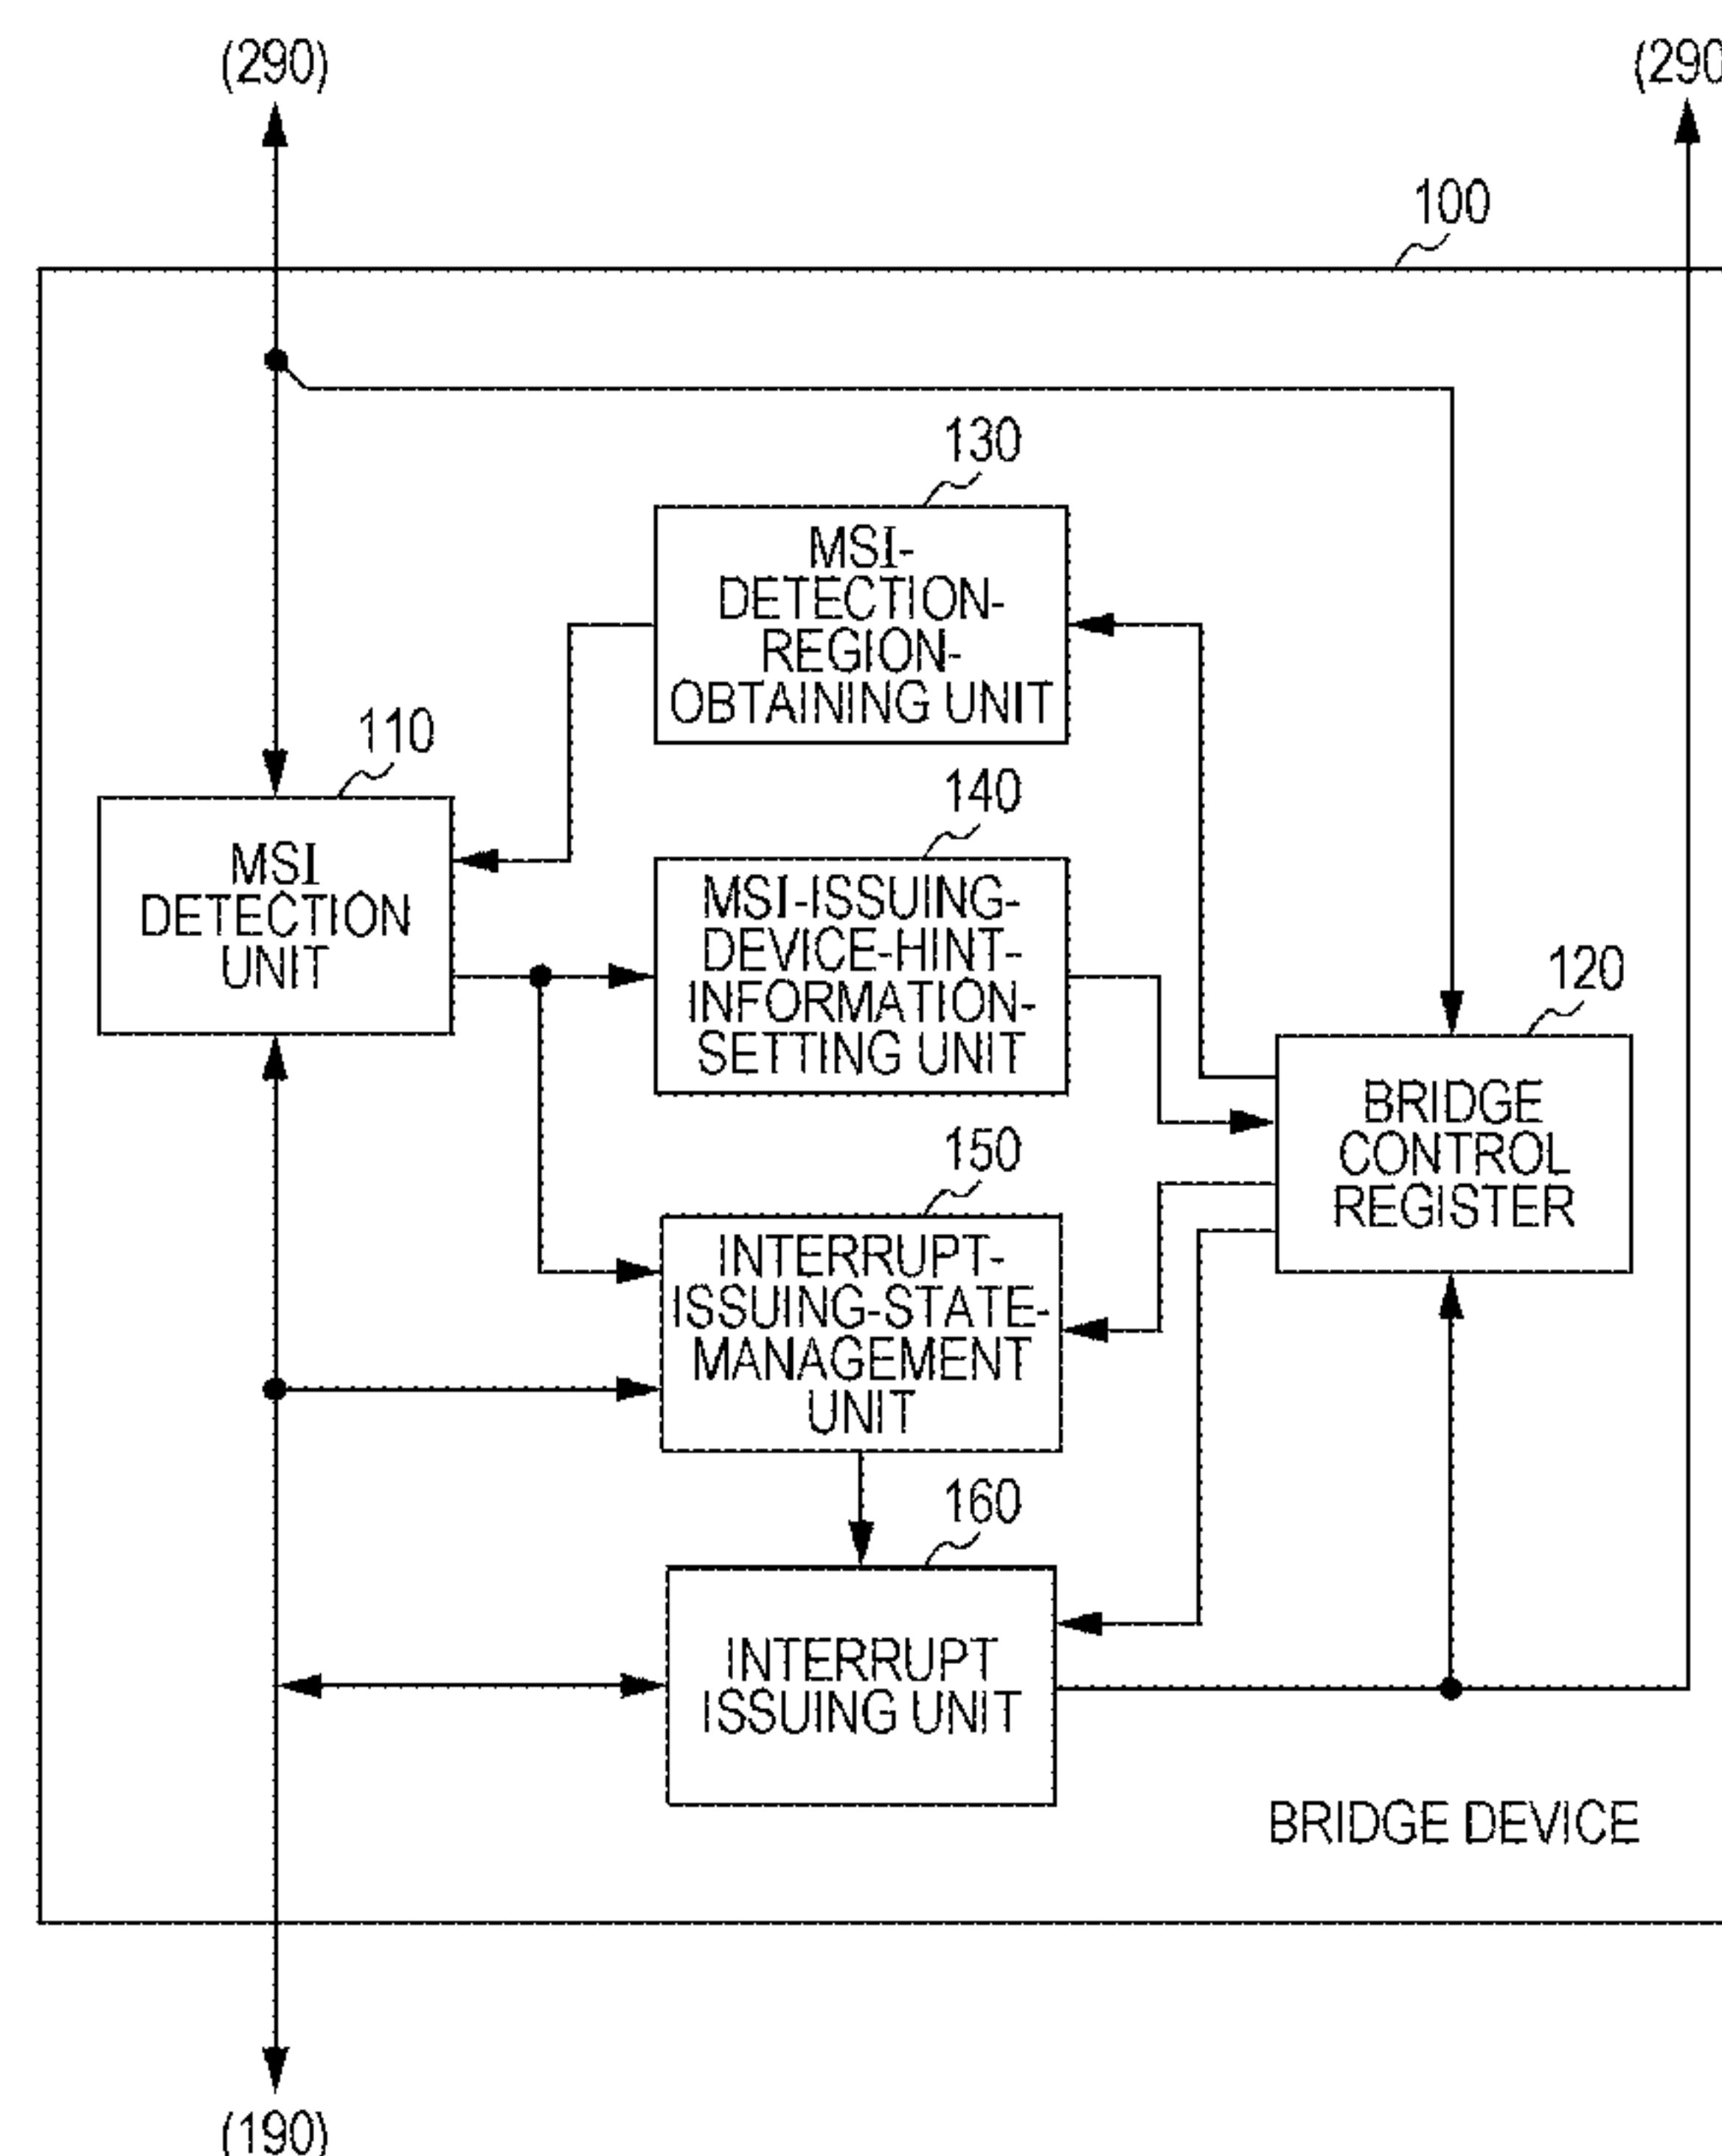 (290)
(290
100
130
MSI-
DETECTION-
REGION-
OBTAINING UNIT
110
MSI
DETECTION
UNIT
140
MSI-ISSUING-
DEVICE-HINT-
INFORMATION-
SETTING UNIT
120
BRIDGE
CONTROL
REGISTER
150
INTERRUPT-
ISSUING-STATE-
MANAGEMENT
UNIT
160
INTERRUPT
ISSUING UNIT
BRIDGE DEVICE
(190)